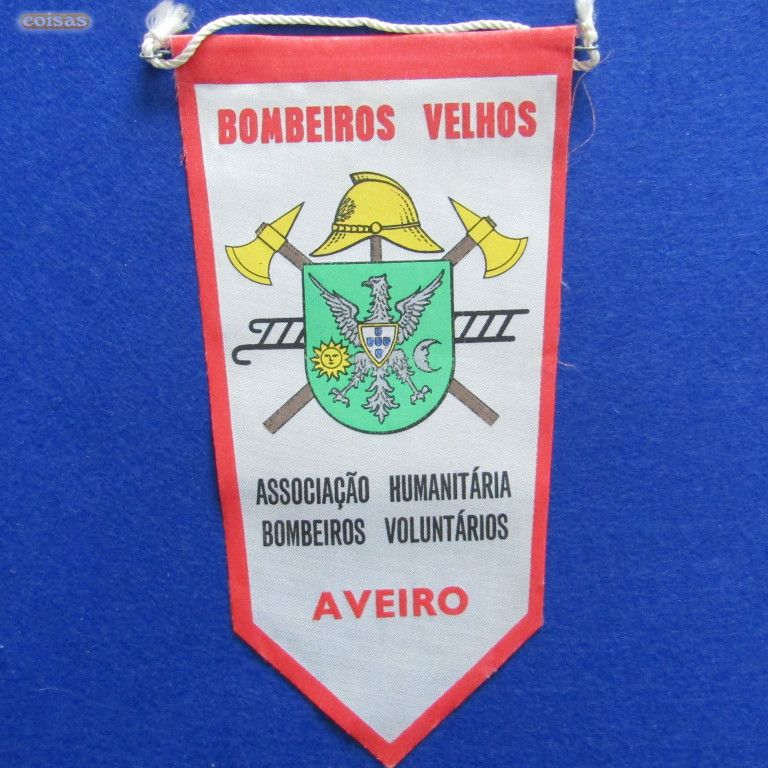 coisas
BOMBEIROS VELHOS
ASSOCIAÇÃO HUMANITÁRIA
BOMBEIROS VOLUNTÁRIOS
AVEIRO